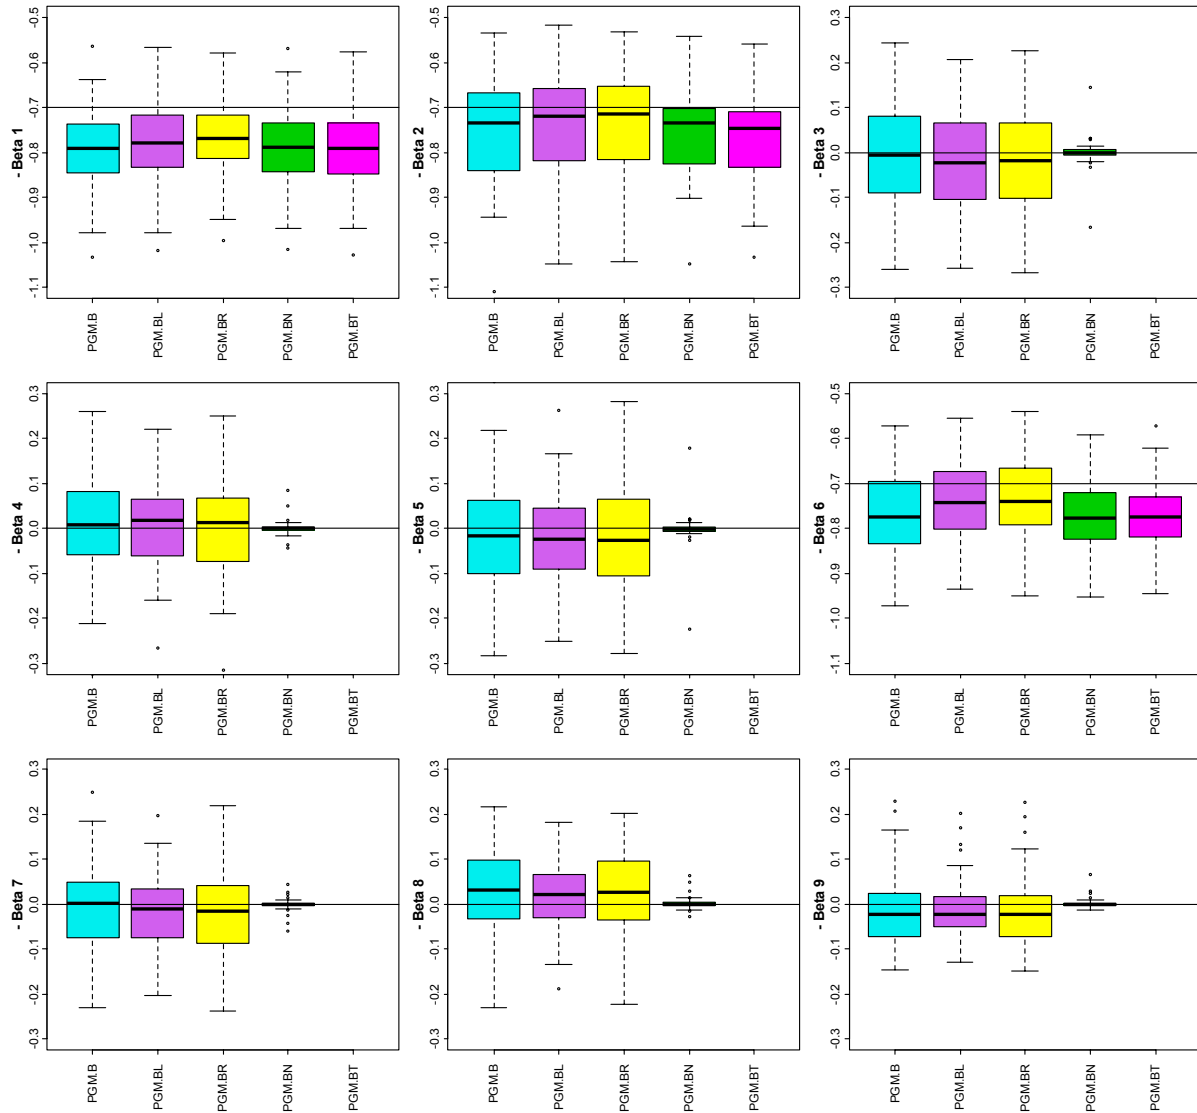 - Beta 1
-0.5
-0.6
-0.7
-0.8
-0.9
-1.0
-1.1
PGM.B
PGM.BL
PGM.BR
PGM.BN
PGM.BT
- Beta 2
-0.5
-0.6
-0.7
-0.8
-0.9
-1.0
-1.1
PGM.B
PGM.BL
PGM.BR
PGM.BN
PGM.BT
- Beta 3
0.3
0.2
0.1
0.0
-0.1
-0.2
-0.3
PGM.B
PGM.BL
PGM.BR
PGM.BN
PGM.BT
- Beta 4
0.3
0.2
0.1
0.0
-0.1
-0.2
-0.3
PGM.B
PGM.BL
PGM.BR
PGM.BN
PGM.BT
- Beta 5
0.3
0.2
0.1
0.0
-0.1
-0.2
-0.3
PGM.B
PGM.BL
PGM.BR
PGM.BN
PGM.BT
- Beta 6
-0.5
-0.6
-0.7
-0.8
-0.9
-1.0
-1.1
PGM.B
PGM.BL
PGM.BR
PGM.BN
PGM.BT
- Beta 7
0.3
0.2
0.1
0.0
-0.1
-0.2
-0.3
PGM.B
PGM.BL
PGM.BR
PGM.BN
PGM.BT
- Beta 8
0.3
0.2
0.1
0.0
-0.1
-0.2
-0.3
PGM.B
PGM.BL
PGM.BR
PGM.BN
PGM.BT
- Beta 9
0.3
0.2
0.1
0.0
-0.1
-0.2
-0.3
PGM.B
PGM.BL
PGM.BR
PGM.BN
PGM.BT